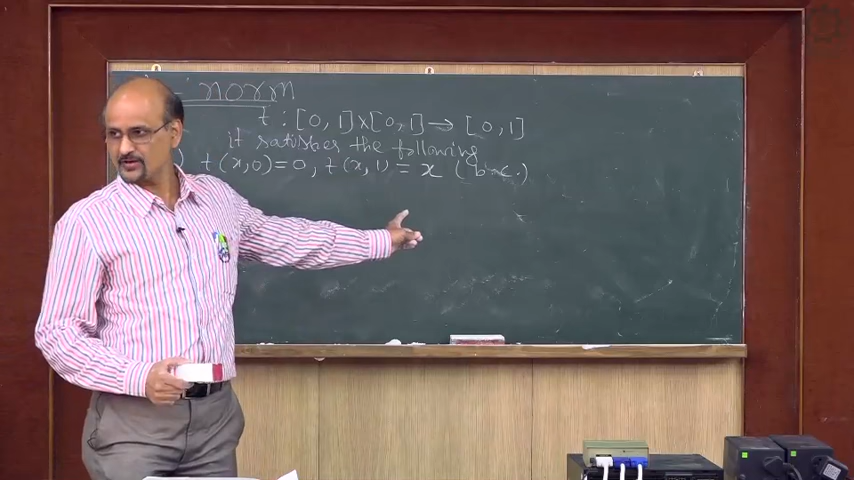 norm
t : [0, 1] x [0, 1] → [0, 1]
it satisfies the following
) t(x,0) = 0, t(x, 1) = x (b.c.)